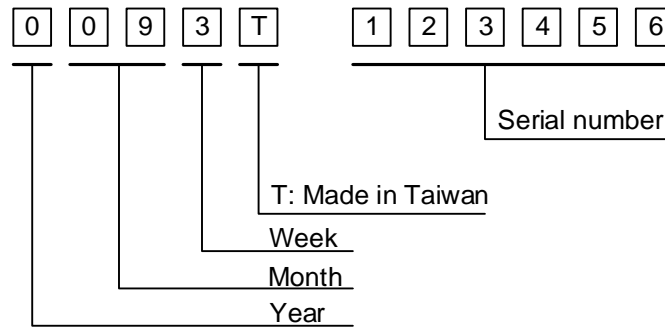 0 0 9 3 T 1 2 3 4 5 6
Serial number
T: Made in Taiwan
Week
Month
Year